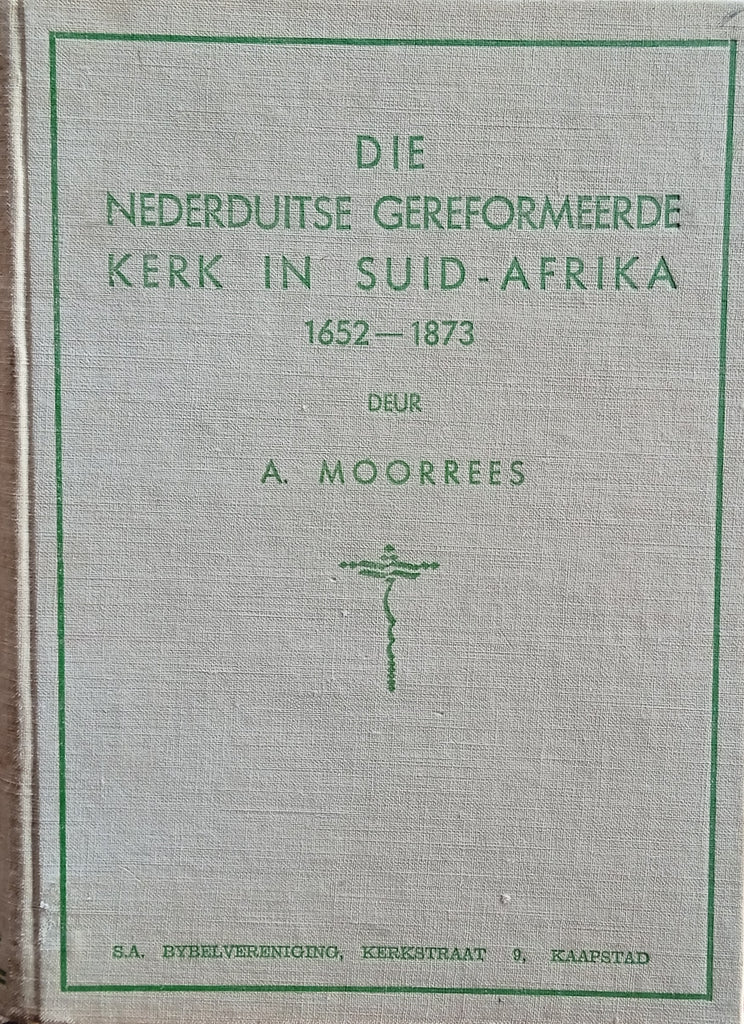 DIE
NEDERDUITSE GEREFORMEERDE
KERK IN SUID-AFRIKA
1652—1873
DEUR
A. MOORREES
S.A. BYBELVERENIGING, KERKSTRAAT 9, KAAPSTAD